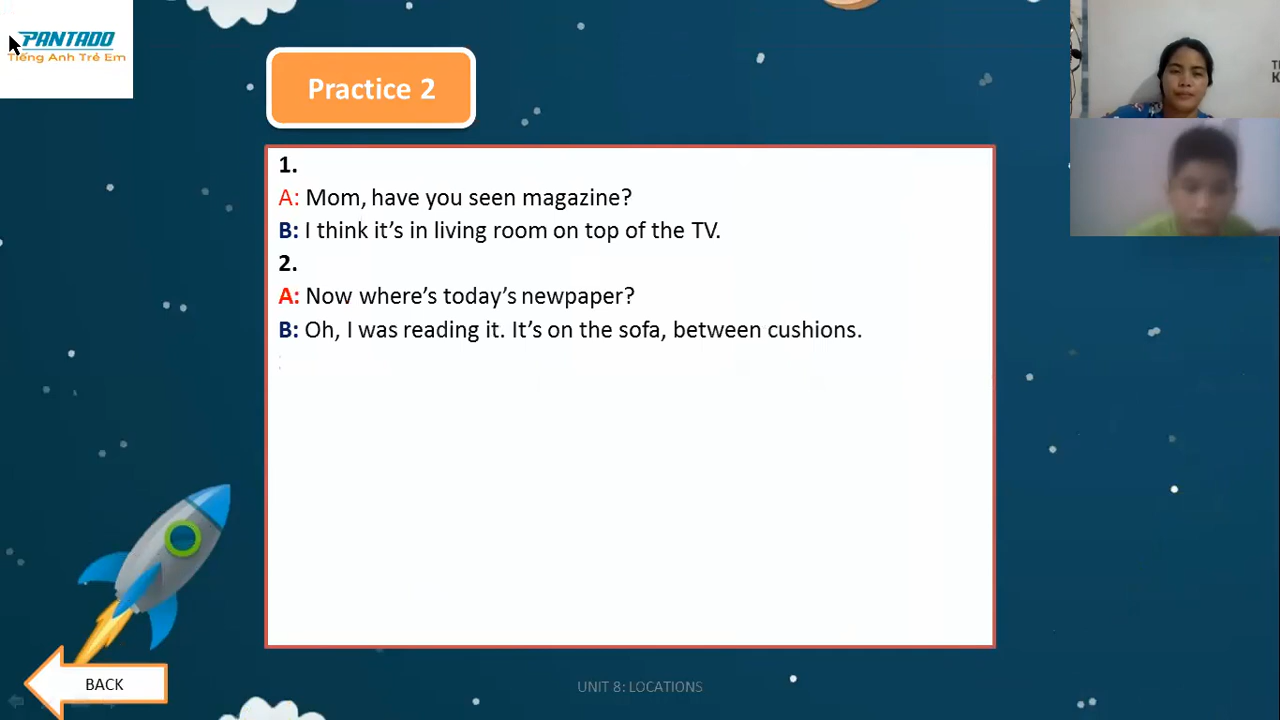 PANTADO
Tiếng Anh Trẻ Em
Practice 2
1.
A: Mom, have you seen magazine?
B: I think it’s in living room on top of the TV.
2.
A: Now where’s today’s newpaper?
B: Oh, I was reading it. It’s on the sofa, between cushions.
BACK
UNIT 8: LOCATIONS